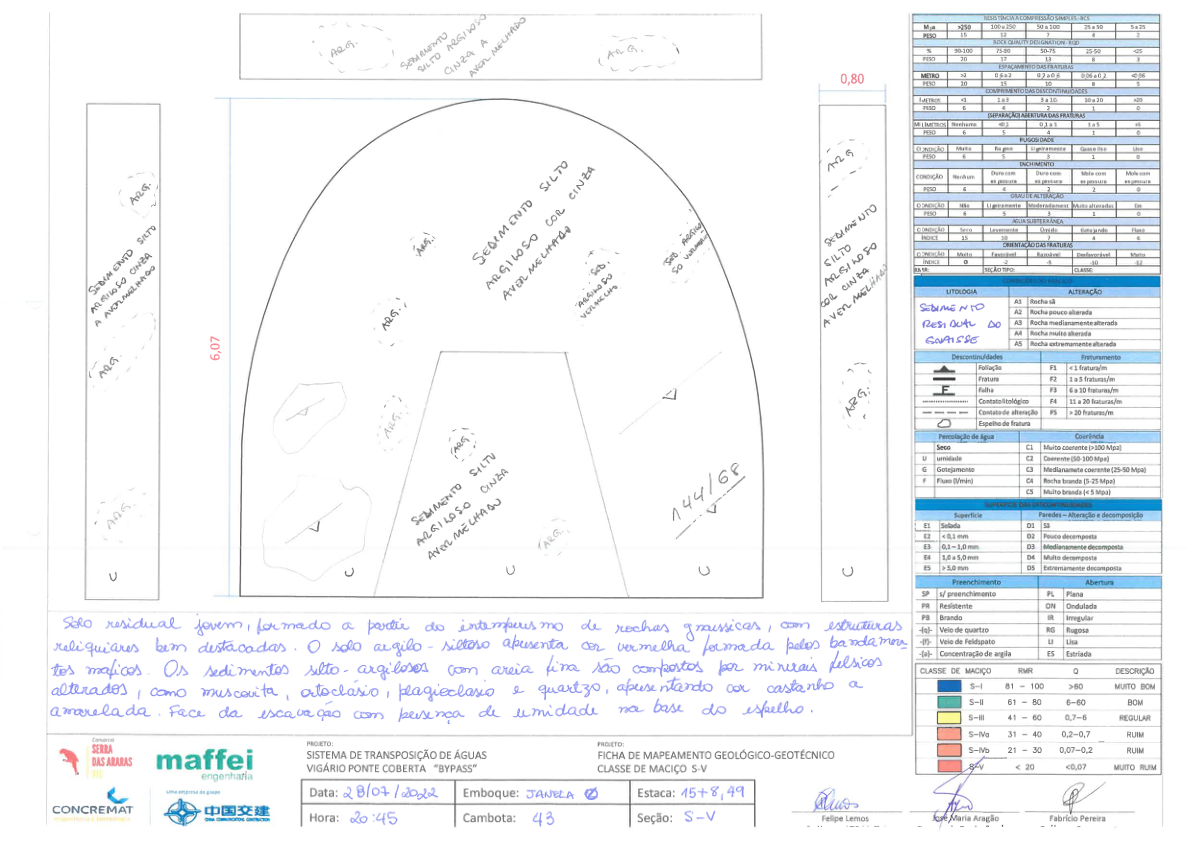 ARG.
SEDIMENTO
SILTO ARGILOSO
CINZA A
AVERMELHADO
ARG.
0,80
6,07
ARG.
SEDIMENTO SILTO
ARGILOSO CINZA
A AVERMELHADO
ARG.
ARG.
U
SEDIMENTO SILTO
ARGILOSO COR CINZA
AVERMELHADO
ARG.
SED.
ARGILOSO
VERMELHO
SED
ARGILO
SO VERMELHO
ARG.
ARG.
ARG.
SEDIMENTO SILTO
ARGILOSO CINZA
AVERMELHADO
ARG.
144/68
U
U
U
ARG
SEDIMENTO
SILTO
ARGILOSO
COR CINZA
AVERMELHADO
ARG.
U
RESISTÊNCIA A COMPRESSÃO SIMPLES - RCS
Mpa >250 100 a 250 50 a 100 25 a 50 5 a 25
PESO 15 12 7 4 2
ROCK QUALITY DESIGNATION - RQD
% 90-100 75-90 50-75 25-50 <25
PESO 20 17 13 8 3
ESPAÇAMENTO DAS FRATURAS
METRO >2 0,6 a 2 0,2 a 0,6 0,06 a 0,2 <0,06
PESO 20 15 10 8 5
COMPRIMENTO DAS DESCONTINUIDADES
METROS <1 1 a 3 3 a 10 10 a 20 >20
PESO 6 4 2 1 0
(SEPARAÇÃO) ABERTURA DAS FRATURAS
MILÍMETROS Nenhuma <0,1 0,1 a 1 1 a 5 >5
PESO 6 5 4 1 0
RUGOSIDADE
CONDIÇÃO Muito Rugosa Ligeiramente Quase liso Liso
PESO 6 5 3 1 0
ENCHIMENTO
CONDIÇÃO Nenhum Duro com espessura Duro com espessura Mole com espessura Mole com espessura
PESO 4 4 2 2 0
GRAU DE ALTERAÇÃO
CONDIÇÃO Não Ligeiramente Moderadament Muito alteradas De
PESO 6 5 3 1 0
ÁGUA SUBTERRÂNEA
CONDIÇÃO Seco Levemente Úmido Gotejando Fluxo
ÍNDICE 15 10 7 4 0
ORIENTAÇÃO DAS FRATURAS
CONDIÇÃO Muito Favorável Razoável Desfavorável Muito
ÍNDICE 0 -2 -5 -10 -12
RMR: SEÇÃO TIPO: CLASSE:
LITOLOGIA ALTERAÇÃO
SEDIMENTO
RESIDUAL DO
GNAISSE
A1 Rocha sã
A2 Rocha pouco alterada
A3 Rocha medianamente alterada
A4 Rocha muito alterada
A5 Rocha extremamente alterada
Descontinuidades Fraturamento
Foliação F1 < 1 fratura/m
Fratura F2 1 a 5 fraturas/m
F Falha F3 6 a 10 fraturas/m
Contato litológico F4 11 a 20 fraturas/m
Contato de alteração F5 > 20 fraturas/m
Espelho de fratura
Percolação de água Coerência
Seco C1 Muito coerente (>100 Mpa)
U umidade C2 Coerente (50-100 Mpa)
G Gotejamento C3 Medianamete coerente (25-50 Mpa)
F Fluxo (l/min) C4 Rocha branda (5-25 Mpa)
C5 Muito branda (< 5 Mpa)
Superfície Paredes – Alteração e decomposição
E1 Selada D1 Sã
E2 < 0,1 mm D2 Pouco decomposta
E3 0,1 – 1,0 mm D3 Medianamente decomposta
E4 1,0 a 5,0 mm D4 Muito decomposta
E5 > 5,0 mm D5 Extremamente decomposta
Preenchimento Abertura
SP s/ preenchimento PL Plana
PR Resistente ON Ondulada
PB Brando IR Irregular
-(q)- Veio de quartzo RG Rugosa
-(f)- Veio de Feldspato LI Lisa
-(a)- Concentração de argila ES Estriada
CLASSE DE MACIÇO RMR Q DESCRIÇÃO
S-I 81 – 100 >60 MUITO BOM
S-II 61 – 80 6-60 BOM
S-III 41 – 60 0,7-6 REGULAR
S-IVa 31 – 40 0,2-0,7 RUIM
S-IVb 21 – 30 0,07-0,2 RUIM
S-V < 20 <0,07 MUITO RUIM
Solo residual jovem, formado a partir do intemperismo de rochas gnaissicas, com estruturas
reliquiares bem destacadas. O solo argilo-siltoso apresenta cor vermelha formada pelos bandamen-
tos maficos. Os sedimentos silto-argilosos com areia fina são compostos por minerais felsicos
alterados, como muscovita, ortoclásio, plagioclasio e quartzo, apresentando cor castanho a
amarelada. Face da escavação com presença de umidade na base do espelho.
Consórcio
SERRA
DAS ARARAS
maffei
engenharia
CONCREMAT
engenharia e tecnologia
Uma empresa do grupo
中国交建
CHINA COMMUNICATIONS CONSTRUCTION
PROJETO:
SISTEMA DE TRANSPOSIÇÃO DE ÁGUAS
VIGÁRIO PONTE COBERTA "BYPASS"
PROJETO:
FICHA DE MAPEAMENTO GEOLÓGICO-GEOTÉCNICO
CLASSE DE MACIÇO S-V
Data: 28/07/2022 Emboque: JANELA Ø Estaca: 15+8,49
Hora: 20:45 Cambota: 43 Seção: S-V
Felipe Lemos José Maria Aragão Fabrício Pereira